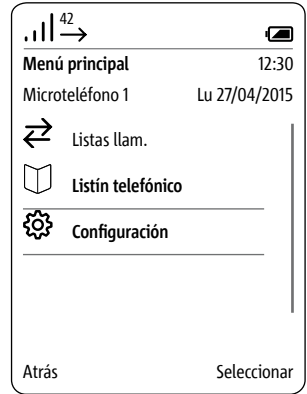 42
Menú principal 12:30
Microteléfono 1 Lu 27/04/2015
Listas llam.
Listín telefónico
Configuración
Atrás Seleccionar